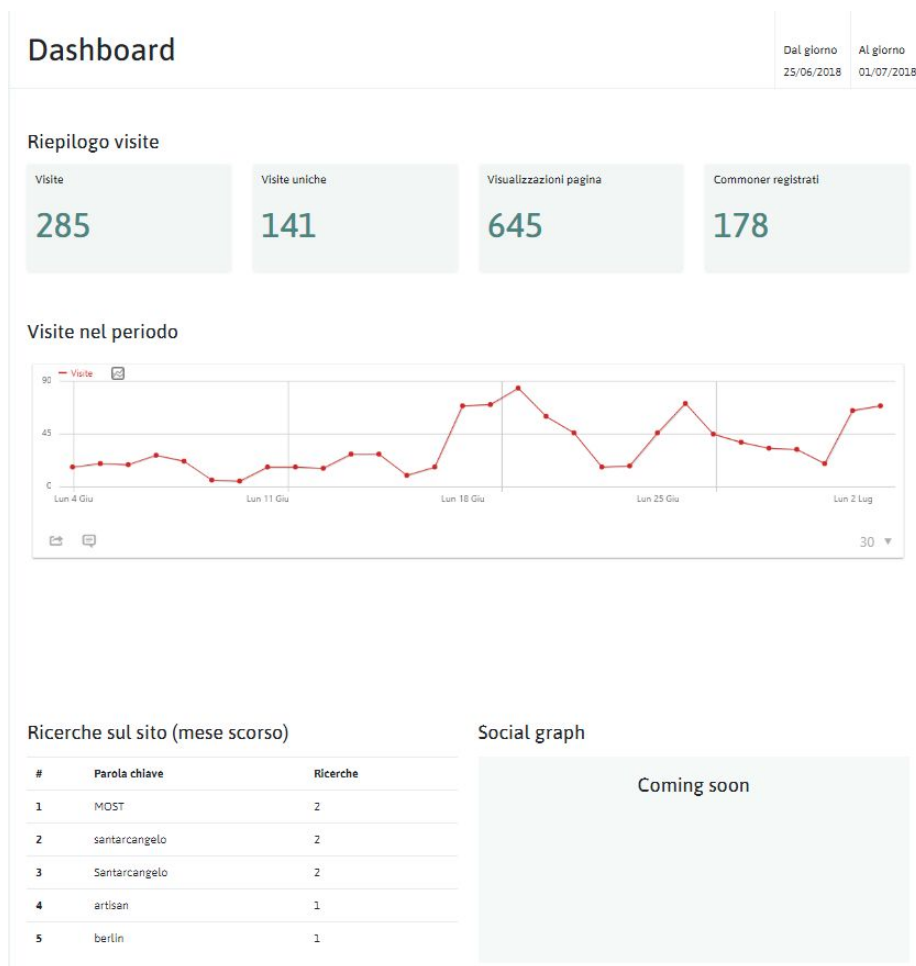 Dashboard
Dal giorno
25/06/2018
Al giorno
01/07/2018
Riepilogo visite
Visite
285
Visite uniche
141
Visualizzazioni pagina
645
Commoner registrati
178
Visite nel periodo
Visite
90
45
0
Lun 4 Giu Lun 11 Giu Lun 18 Giu Lun 25 Giu Lun 2 Lug
30
Ricerche sul sito (mese scorso)
# Parola chiave Ricerche
1 MOST 2
2 santarcangelo 2
3 Santarcangelo 2
4 artisan 1
5 berlin 1
Social graph
Coming soon